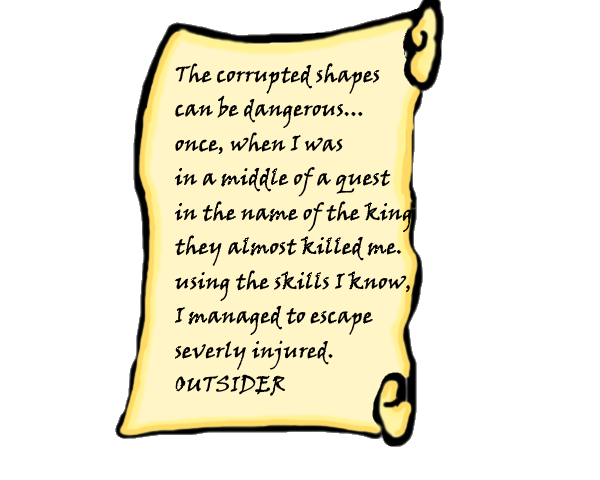 The corrupted shapes
can be dangerous...
once, when I was
in a middle of a quest
in the name of the king
they almost killed me.
using the skills I know,
I managed to escape
severly injured.
OUTSIDER